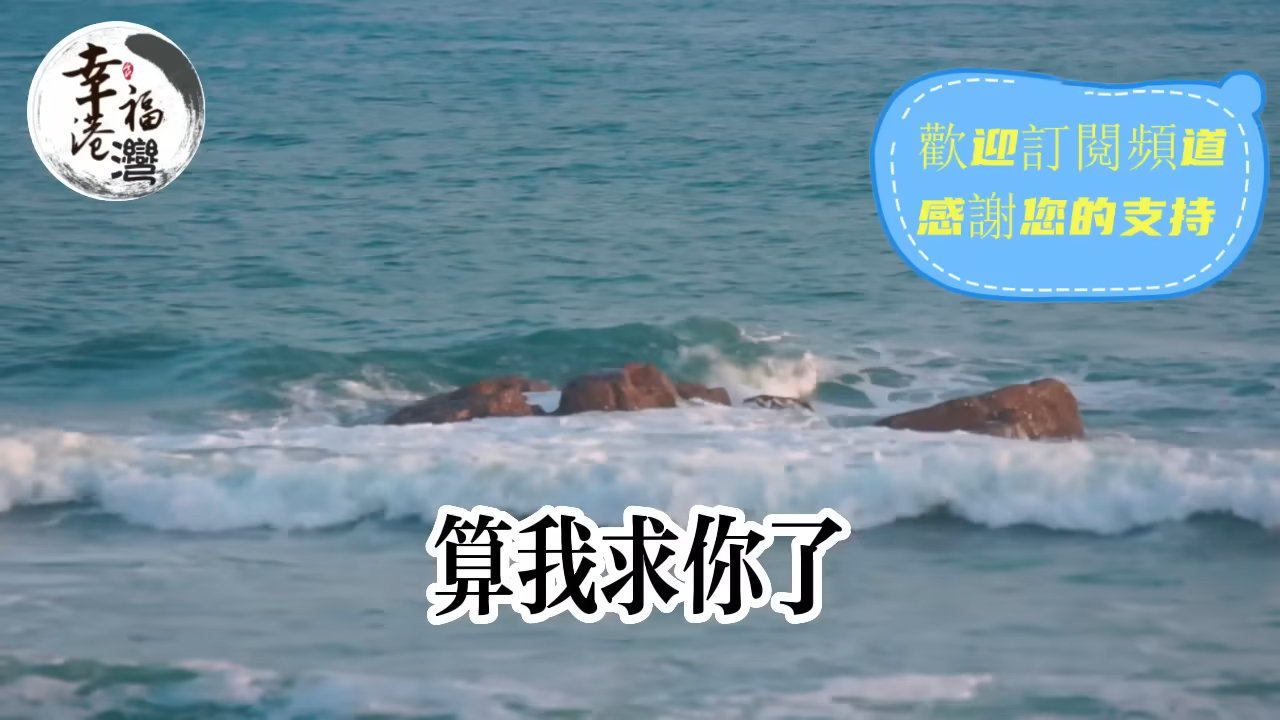 幸福
港灣
歡迎訂閱頻道
感謝您的支持
算我求你了